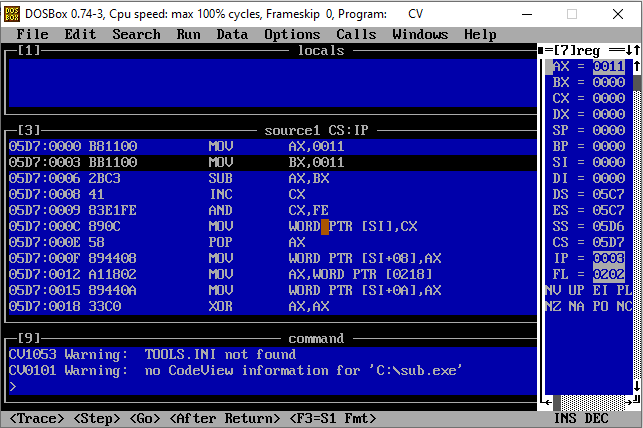 DOSBox 0.74-3, Cpu speed: max 100% cycles, Frameskip 0, Program: CV
File Edit Search Run Data Options Calls Windows Help
[1] locals
[3] source1 CS:IP
05D7:0000 B81100 MOV AX,0011
05D7:0003 BB1100 MOV BX,0011
05D7:0006 2BC3 SUB AX,BX
05D7:0008 41 INC CX
05D7:0009 83E1FE AND CX,FE
05D7:000C 890C MOV WORD PTR [SI],CX
05D7:000E 58 POP AX
05D7:000F 894408 MOV WORD PTR [SI+08],AX
05D7:0012 A11802 MOV AX,WORD PTR [0218]
05D7:0015 89440A MOV WORD PTR [SI+0A],AX
05D7:0018 33C0 XOR AX,AX
[9] command
CV1053 Warning: TOOLS.INI not found
CV0101 Warning: no CodeView information for 'C:\sub.exe'
>
[7]reg
AX = 0011
BX = 0000
CX = 0000
DX = 0000
SP = 0000
BP = 0000
SI = 0000
DI = 0000
DS = 05C7
ES = 05C7
SS = 05D6
CS = 05D7
IP = 0003
FL = 0202
NV UP EI PL
NZ NA PO NC
<Trace> <Step> <Go> <After Return> <F3=S1 Fmt> INS DEC